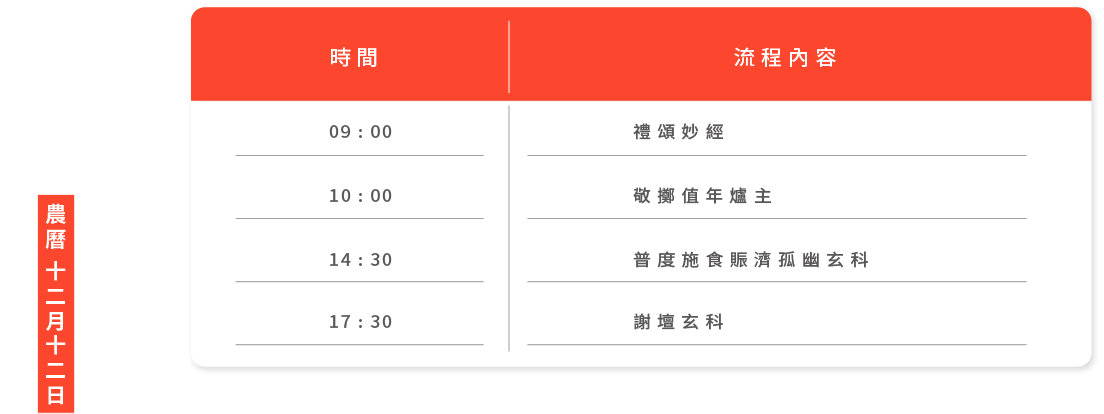 農曆十二月十二日
時間 流程內容
09：00 禮頌妙經
10：00 敬擲值年爐主
14：30 普度施食賑濟孤幽玄科
17：30 謝壇玄科